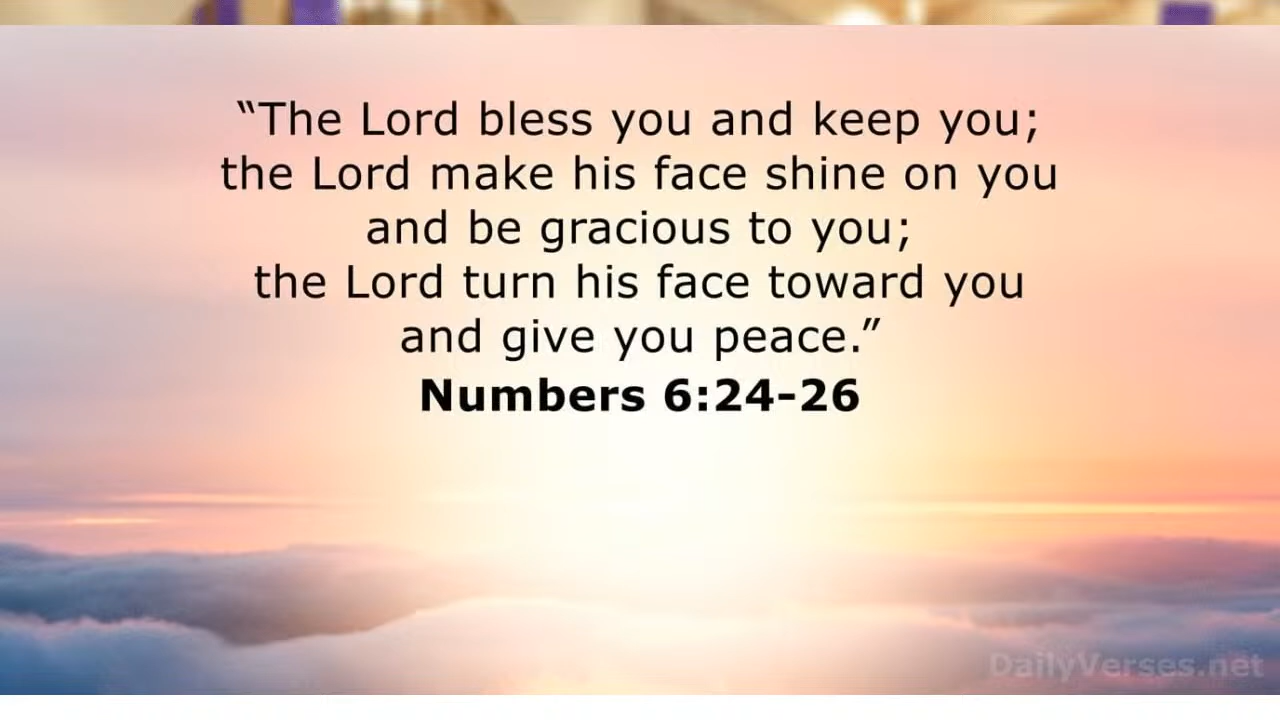 “The Lord bless you and keep you;
the Lord make his face shine on you
and be gracious to you;
the Lord turn his face toward you
and give you peace.”
Numbers 6:24-26
DailyVerses.net